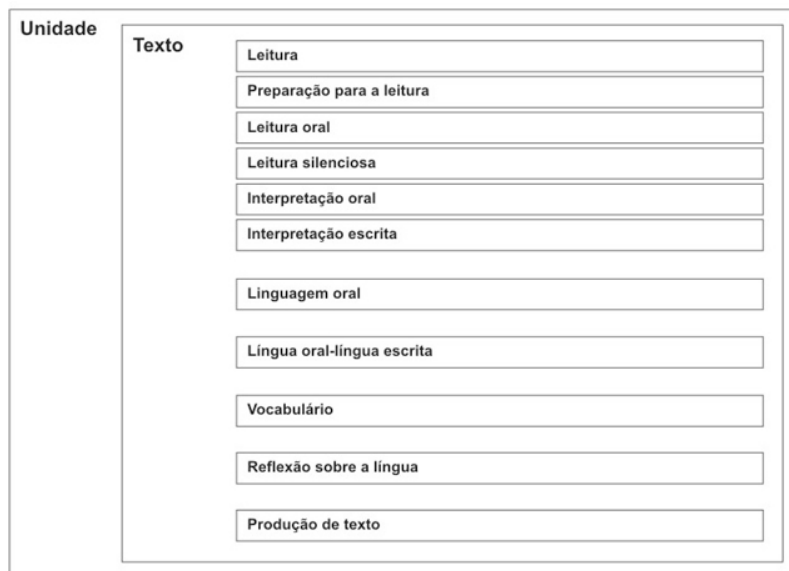 Unidade
Texto
Leitura
Preparação para a leitura
Leitura oral
Leitura silenciosa
Interpretação oral
Interpretação escrita
Linguagem oral
Língua oral-língua escrita
Vocabulário
Reflexão sobre a língua
Produção de texto